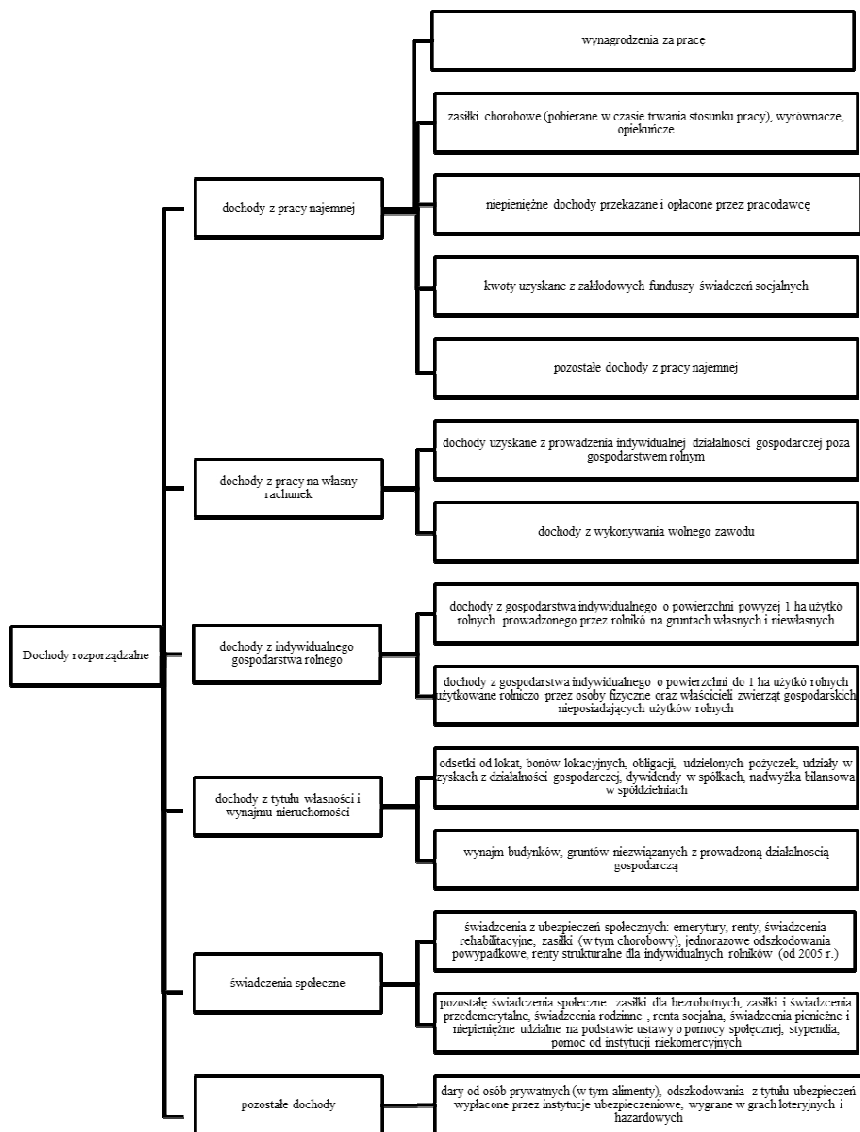 Dochody rozporządzalne
dochody z pracy najemnej
wynagrodzenia za pracę
zasiłki chorobowe (pobierane w czasie trwania stosunku pracy), wyrównacze,
opiekuńcze
niepieniężne dochody przekazane i opłacone przez pracodawcę
kwoty uzyskane z zakłodowych funduszy świadczeń socjalnych
pozostałe dochody z pracy najemnej
dochody z pracy na własny
rachunek
dochody uzyskane z prowadzenia indywidualnej działalności gospodarczej poza
gospodarstwem rolnym
dochody z wykonywania wolnego zawodu
dochody z indywidualnego
gospodarstwa rolnego
dochody z gospodarstwa indywidualnego o powierzchni powyżej 1 ha użytkó
rolnych prowadzonego przez rolnikó na gruntach własnych i niewłasnych
dochody z gospodarstwa indywidualnego o powierzchni do 1 ha użytkó rolnych
użytkowane rolniczo przez osoby fizyczne oraz właścicieli zwierząt gospodarskich
nieposiadających użytków rolnych
dochody z tytułu własności i
wynajmu nieruchomości
odsetki od lokat, bonów lokacyjnych, obligacji, udzielonych pożyczek, udziały w
zyskach z działalności gospodarczej, dywidendy w spółkach, nadwyżka bilansowa
w spółdzielniach
wynajm budynków, gruntów niezwiązanych z prowadzoną działalnością
gospodarczą
świadczenia społeczne
świadczenia z ubezpieczeń społecznych: emerytury, renty, świadzcenia
rehabilitacyjne, zasiłki (w tym chorobowy), jednorazowe odszkodowania
powypadkowe, renty strukturalne dla indywidualnych rolników (od 2005 r.)
pozostałę świadczenia społeczne zasiłki dla bezrobotnych, zasiłki i świadczenia
przedemerytalne, świadczenia rodzinne , renta socjalna, świadczenia pieniężne i
niepieniężne udzialne na podstawie ustawy o pomocy społęcznej, stypendia,
pomoc od instytucji niekomercyjnych
pozostałe dochody
dary od osób prywatnych (w tym alimenty), odszkodowania z tytułu ubezpieczeń
wypłacone przez instytucje ubezpieczeniowe, wygrane w grach loteryjnych i
hazardowych